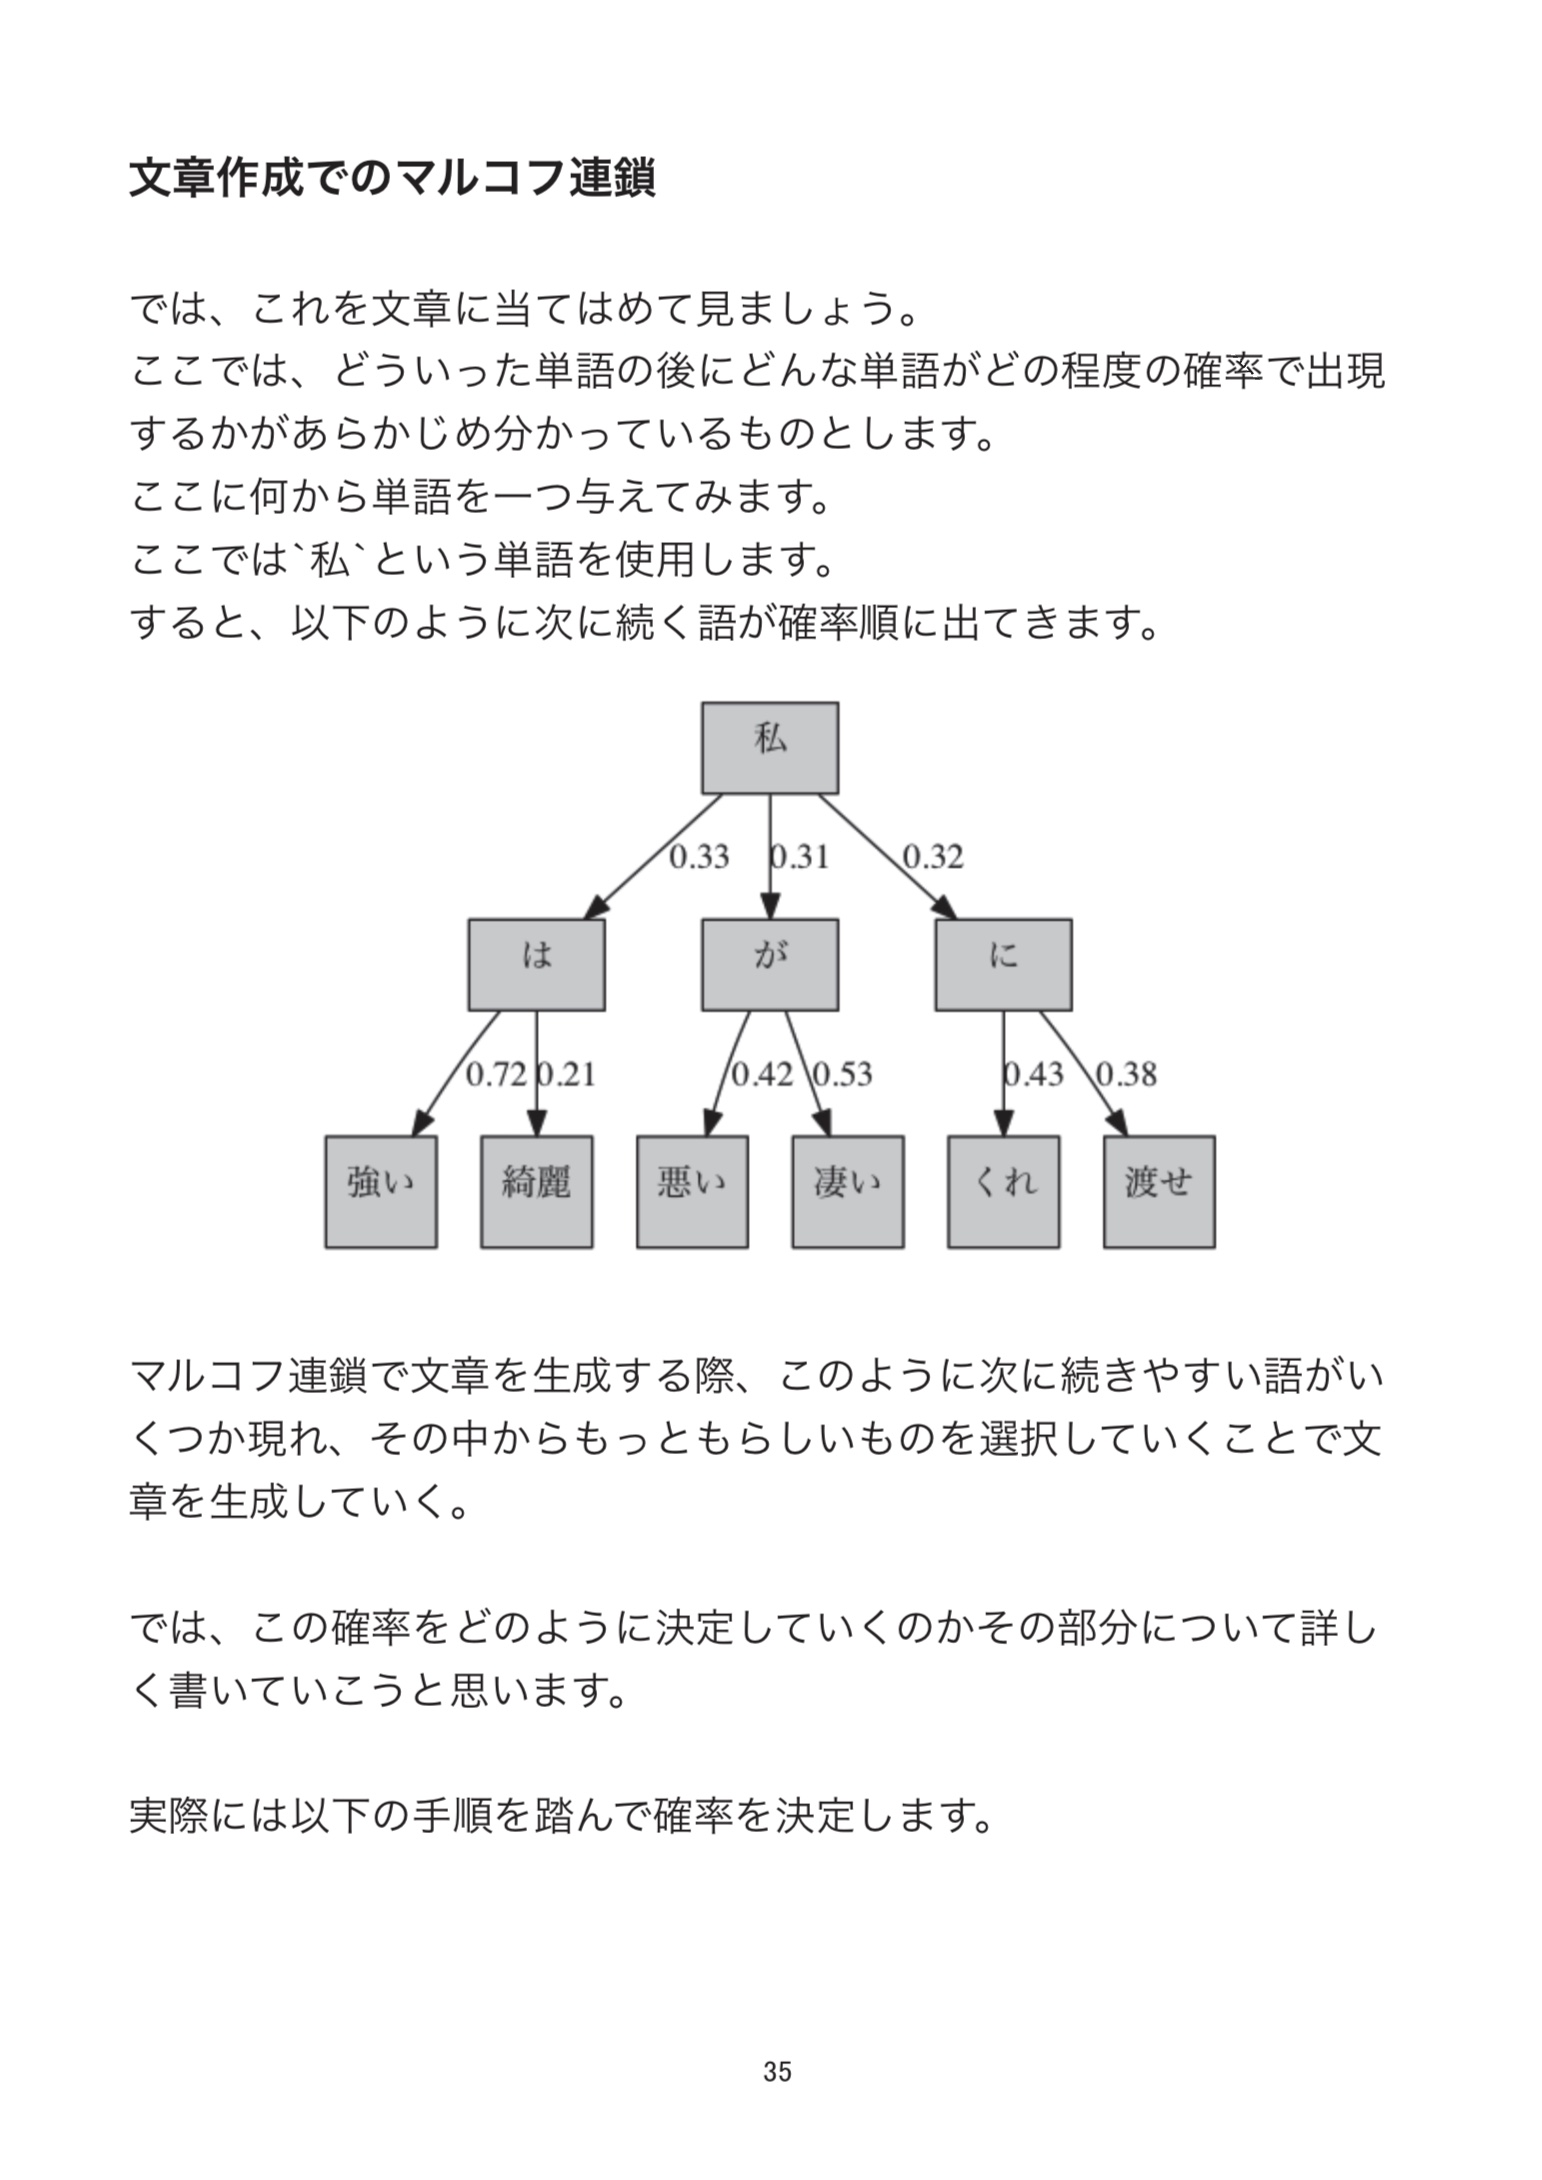 文章作成でのマルコフ連鎖
では、これを文章に当てはめて見ましょう。
ここでは、どういった単語の後にどんな単語がどの程度の確率で出現
するかがあらかじめ分かっているものとします。
ここに何から単語を一つ与えてみます。
ここでは`私`という単語を使用します。
すると、以下のように次に続く語が確率順に出てきます。
私
0.33 0.31 0.32
は が に
0.72 0.21 0.42 0.53 0.43 0.38
強い 綺麗 悪い 凄い くれ 渡せ
マルコフ連鎖で文章を生成する際、このように次に続きやすい語がい
くつか現れ、その中からもっともらしいものを選択していくことで文
章を生成していく。
では、この確率をどのように決定していくのかその部分について詳し
く書いていこうと思います。
実際には以下の手順を踏んで確率を決定します。
35